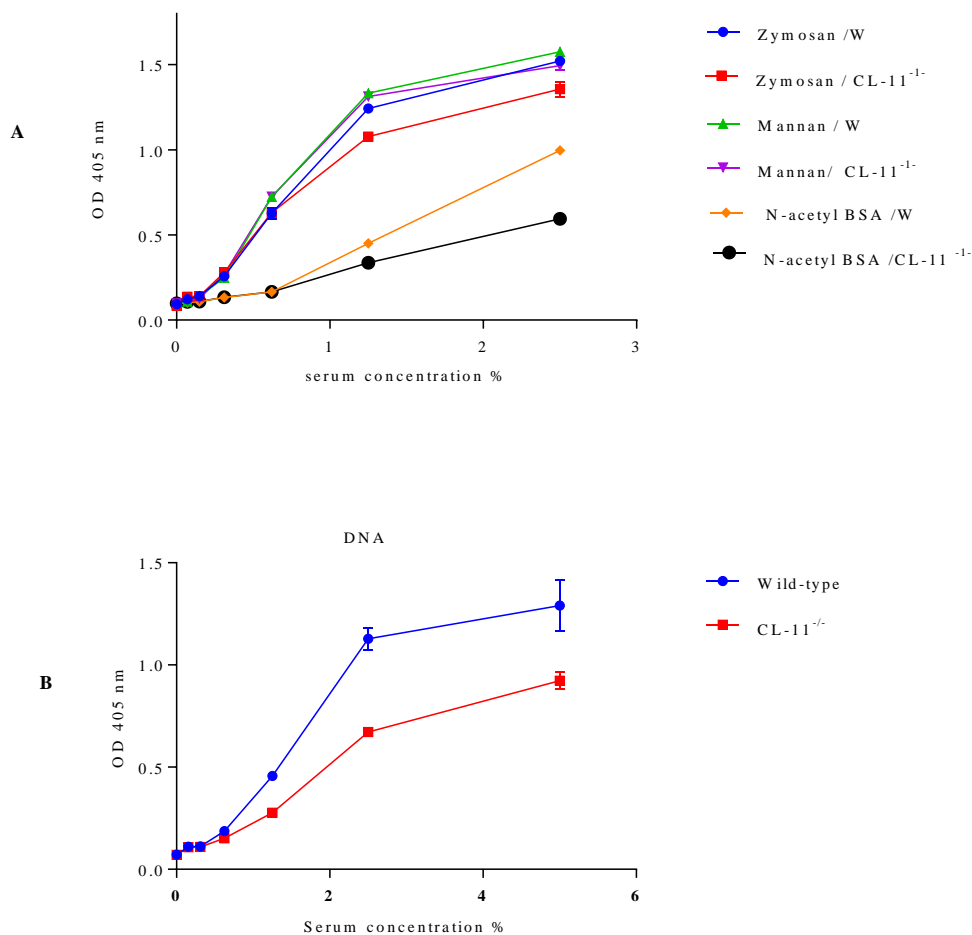 A
OD 405 nm
1.5
1.0
0.5
0.0
0 1 2 3
serum concentration %
Zymosan /W
Zymosan / CL-11-1-
Mannan / W
Mannan/ CL-11-1-
N-acetyl BSA /W
N-acetyl BSA /CL-11 -1-
DNA
B
OD 405 nm
1.5
1.0
0.5
0.0
0 2 4 6
Serum concentration %
Wild-type
CL-11-/-